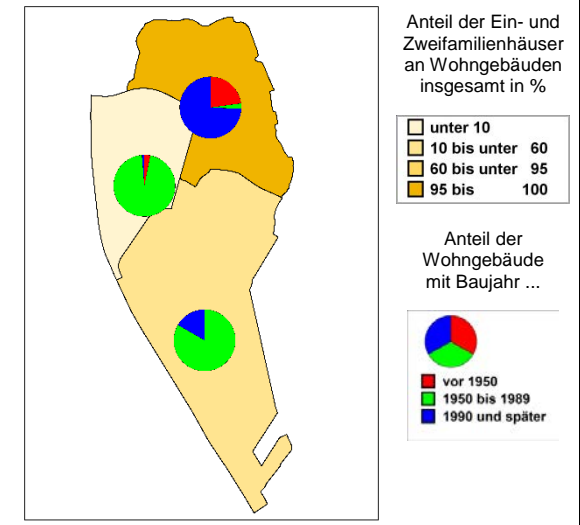 Anteil der Ein- und
Zweifamilienhäuser
an Wohngebäuden
insgesamt in %
unter 10
10 bis unter 60
60 bis unter 95
95 bis 100
Anteil der
Wohngebäude
mit Baujahr ...
vor 1950
1950 bis 1989
1990 und später